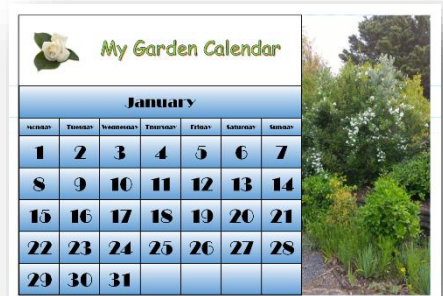 My Garden Calendar
January
Monday Tuesday Wednesday Thursday Friday Saturday Sunday
1 2 3 4 5 6 7
8 9 10 11 12 13 14
15 16 17 18 19 20 21
22 23 24 25 26 27 28
29 30 31